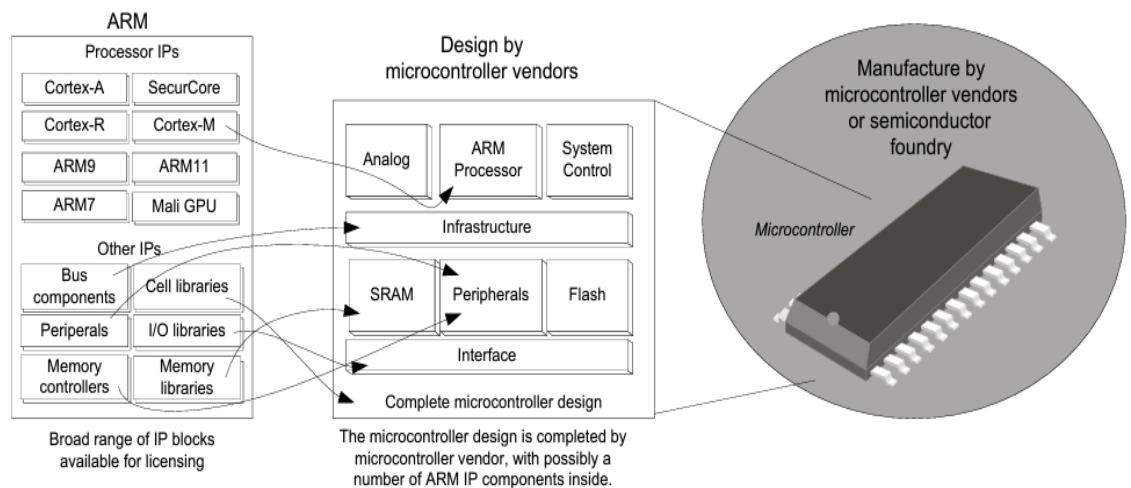 ARM
Processor IPs
Cortex-A
SecurCore
Cortex-R
Cortex-M
ARM9
ARM11
ARM7
Mali GPU
Other IPs
Bus
components
Cell libraries
Periperals
I/O libraries
Memory
controllers
Memory
libraries
Broad range of IP blocks
available for licensing
Design by
microcontroller vendors
Analog
ARM
Processor
System
Control
Infrastructure
SRAM
Peripherals
Flash
Interface
Complete microcontroller design
The microcontroller design is completed by
microcontroller vendor, with possibly a
number of ARM IP components inside.
Manufacture by
microcontroller vendors
or semiconductor
foundry
Microcontroller